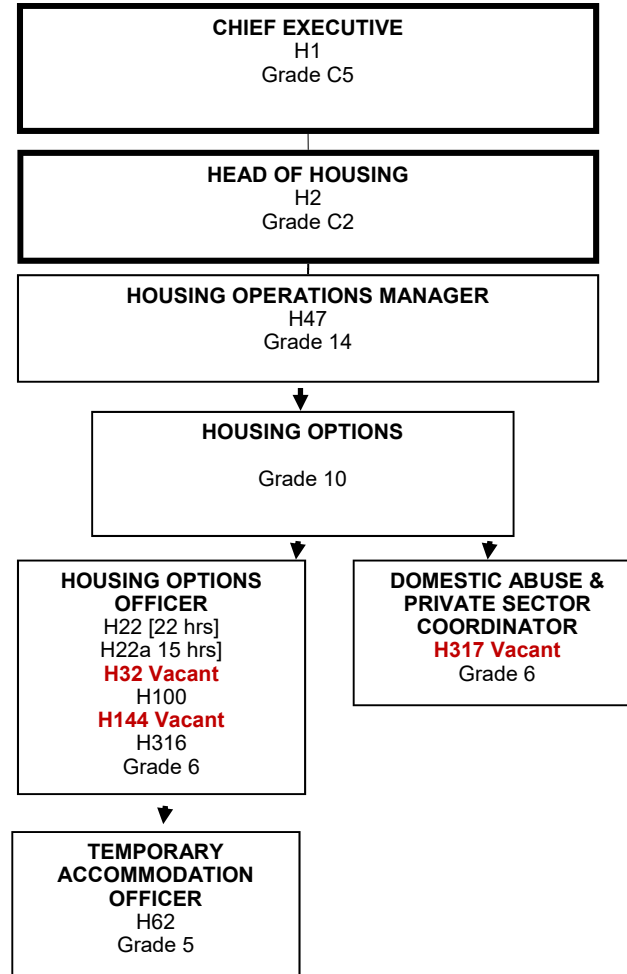 CHIEF EXECUTIVE
H1
Grade C5
HEAD OF HOUSING
H2
Grade C2
HOUSING OPERATIONS MANAGER
H47
Grade 14
HOUSING OPTIONS
Grade 10
HOUSING OPTIONS
OFFICER
H22 [22 hrs]
H22a 15 hrs]
H32 Vacant
H100
H144 Vacant
H316
Grade 6
DOMESTIC ABUSE &
PRIVATE SECTOR
COORDINATOR
H317 Vacant
Grade 6
TEMPORARY
ACCOMMODATION
OFFICER
H62
Grade 5